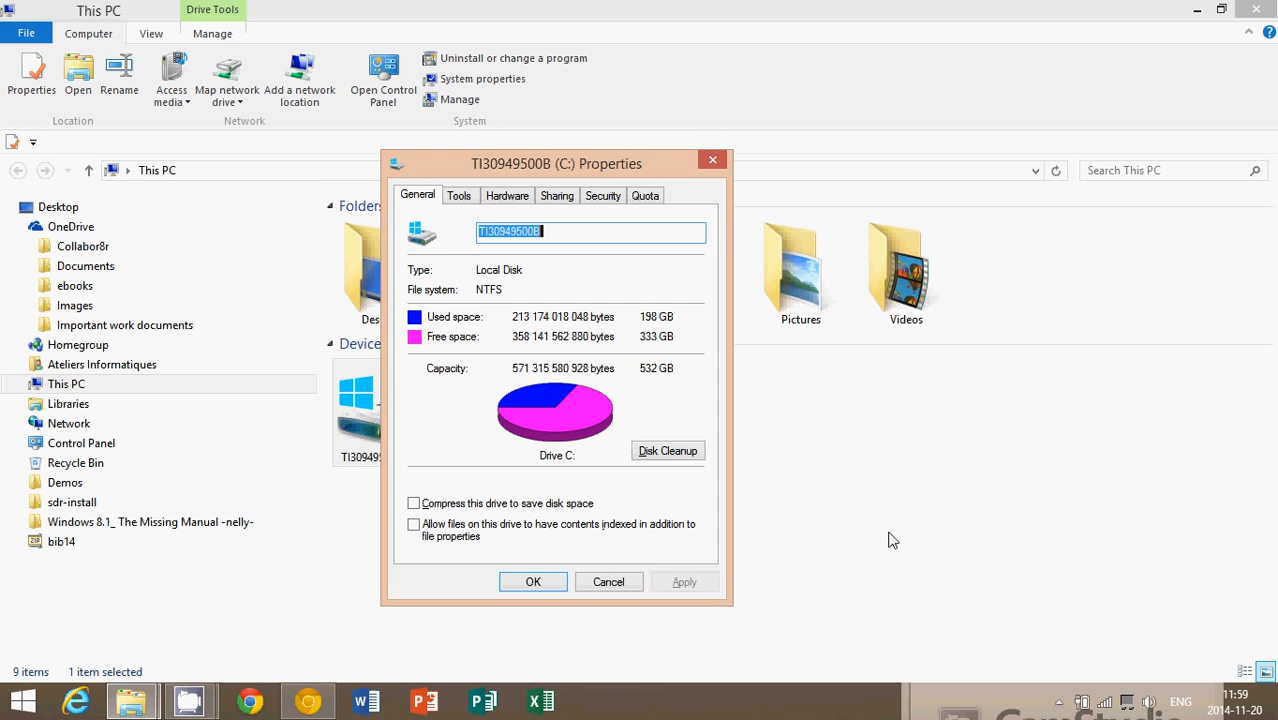 This PC
Drive Tools
File
Computer
View
Manage
Properties
Open
Rename
Access media
Map network drive
Add a network location
Open Control Panel
Uninstall or change a program
System properties
Manage
Location
Network
System
This PC
Search This PC
Desktop
OneDrive
Collabor8r
Documents
ebooks
Images
Important work documents
Homegroup
Ateliers Informatiques
This PC
Libraries
Network
Control Panel
Recycle Bin
Demos
sdr-install
Windows 8.1_ The Missing Manual -nelly-
bib14
Folders
Des
Pictures
Videos
Device
TI30949
TI30949500B (C:) Properties
General
Tools
Hardware
Sharing
Security
Quota
TI30949500B
Type: Local Disk
File system: NTFS
Used space: 213 174 018 048 bytes 198 GB
Free space: 358 141 562 880 bytes 333 GB
Capacity: 571 315 580 928 bytes 532 GB
Drive C:
Disk Cleanup
Compress this drive to save disk space
Allow files on this drive to have contents indexed in addition to
file properties
OK
Cancel
Apply
9 items
1 item selected
ENG
11:59
2014-11-20
CamStudio